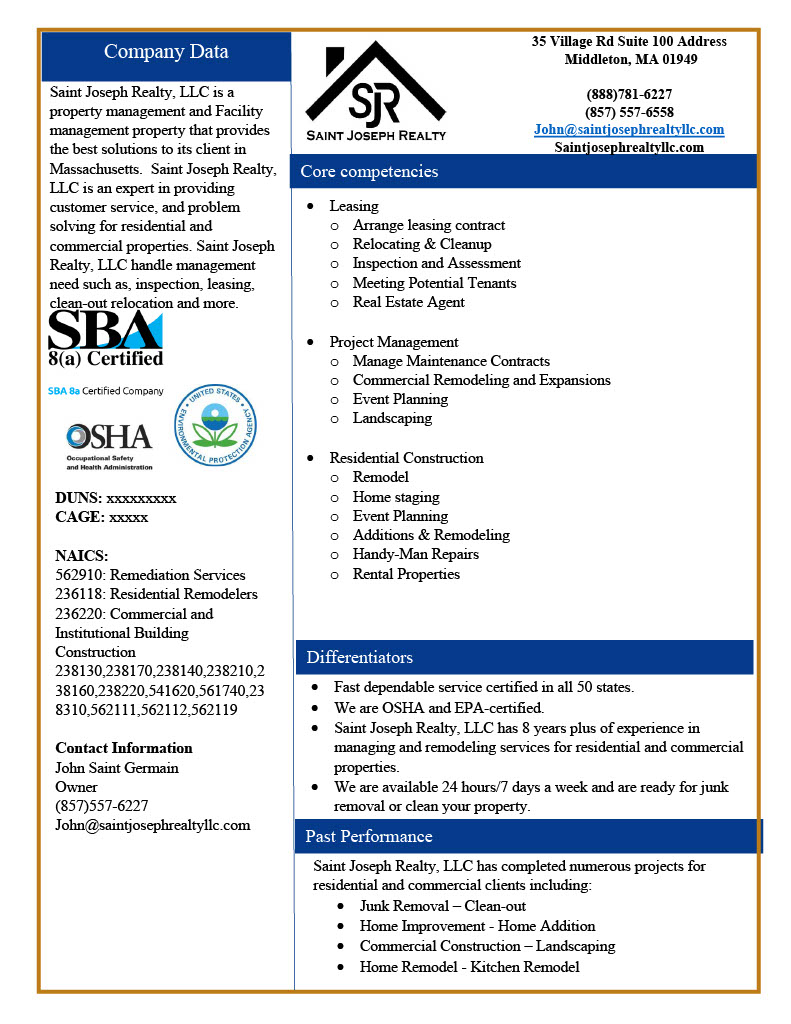 Company Data
Saint Joseph Realty, LLC is a
property management and Facility
management property that provides
the best solutions to its client in
Massachusetts.  Saint Joseph Realty,
LLC is an expert in providing
customer service, and problem
solving for residential and
commercial properties. Saint Joseph
Realty, LLC handle management
need such as, inspection, leasing,
clean-out relocation and more.
SBA
8(a) Certified
SBA 8a Certified Company
UNITED STATES
ENVIRONMENTAL PROTECTION AGENCY
OSHA
Occupational Safety
and Health Administration
DUNS: xxxxxxxxx
CAGE: xxxxx
NAICS:
562910: Remediation Services
236118: Residential Remodelers
236220: Commercial and
Institutional Building
Construction
238130,238170,238140,238210,2
38160,238220,541620,561740,23
8310,562111,562112,562119
Contact Information
John Saint Germain
Owner
(857)557-6227
John@saintjosephrealtyllc.com
SJR
SAINT JOSEPH REALTY
35 Village Rd Suite 100 Address
Middleton, MA 01949
(888)781-6227
(857) 557-6558
John@saintjosephrealtyllc.com
Saintjosephrealtyllc.com
Core competencies
• Leasing
o Arrange leasing contract
o Relocating & Cleanup
o Inspection and Assessment
o Meeting Potential Tenants
o Real Estate Agent
• Project Management
o Manage Maintenance Contracts
o Commercial Remodeling and Expansions
o Event Planning
o Landscaping
• Residential Construction
o Remodel
o Home staging
o Event Planning
o Additions & Remodeling
o Handy-Man Repairs
o Rental Properties
Differentiators
• Fast dependable service certified in all 50 states.
• We are OSHA and EPA-certified.
• Saint Joseph Realty, LLC has 8 years plus of experience in
managing and remodeling services for residential and commercial
properties.
• We are available 24 hours/7 days a week and are ready for junk
removal or clean your property.
Past Performance
Saint Joseph Realty, LLC has completed numerous projects for
residential and commercial clients including:
• Junk Removal – Clean-out
• Home Improvement - Home Addition
• Commercial Construction – Landscaping
• Home Remodel - Kitchen Remodel